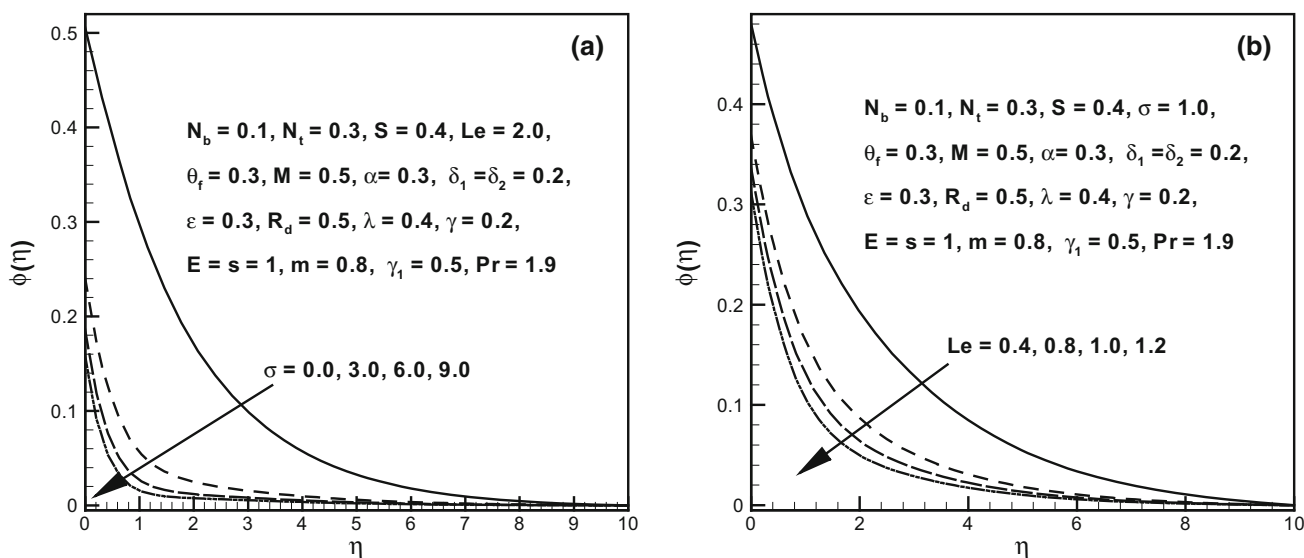 (a)
N_b = 0.1, N_t = 0.3, S = 0.4, Le = 2.0,
θ_f = 0.3, M = 0.5, α= 0.3, δ_1 =δ_2 = 0.2,
ε = 0.3, R_d = 0.5, λ = 0.4, γ = 0.2,
E = s = 1, m = 0.8, γ_1 = 0.5, Pr = 1.9
σ = 0.0, 3.0, 6.0, 9.0
ϕ(η)
0.5
0.4
0.3
0.2
0.1
0
0 1 2 3 4 5 6 7 8 9 10
η
(b)
N_b = 0.1, N_t = 0.3, S = 0.4, σ = 1.0,
θ_f = 0.3, M = 0.5, α= 0.3, δ_1 =δ_2 = 0.2,
ε = 0.3, R_d = 0.5, λ = 0.4, γ = 0.2,
E = s = 1, m = 0.8, γ_1 = 0.5, Pr = 1.9
Le = 0.4, 0.8, 1.0, 1.2
ϕ(η)
0.4
0.3
0.2
0.1
0
0 2 4 6 8 10
η